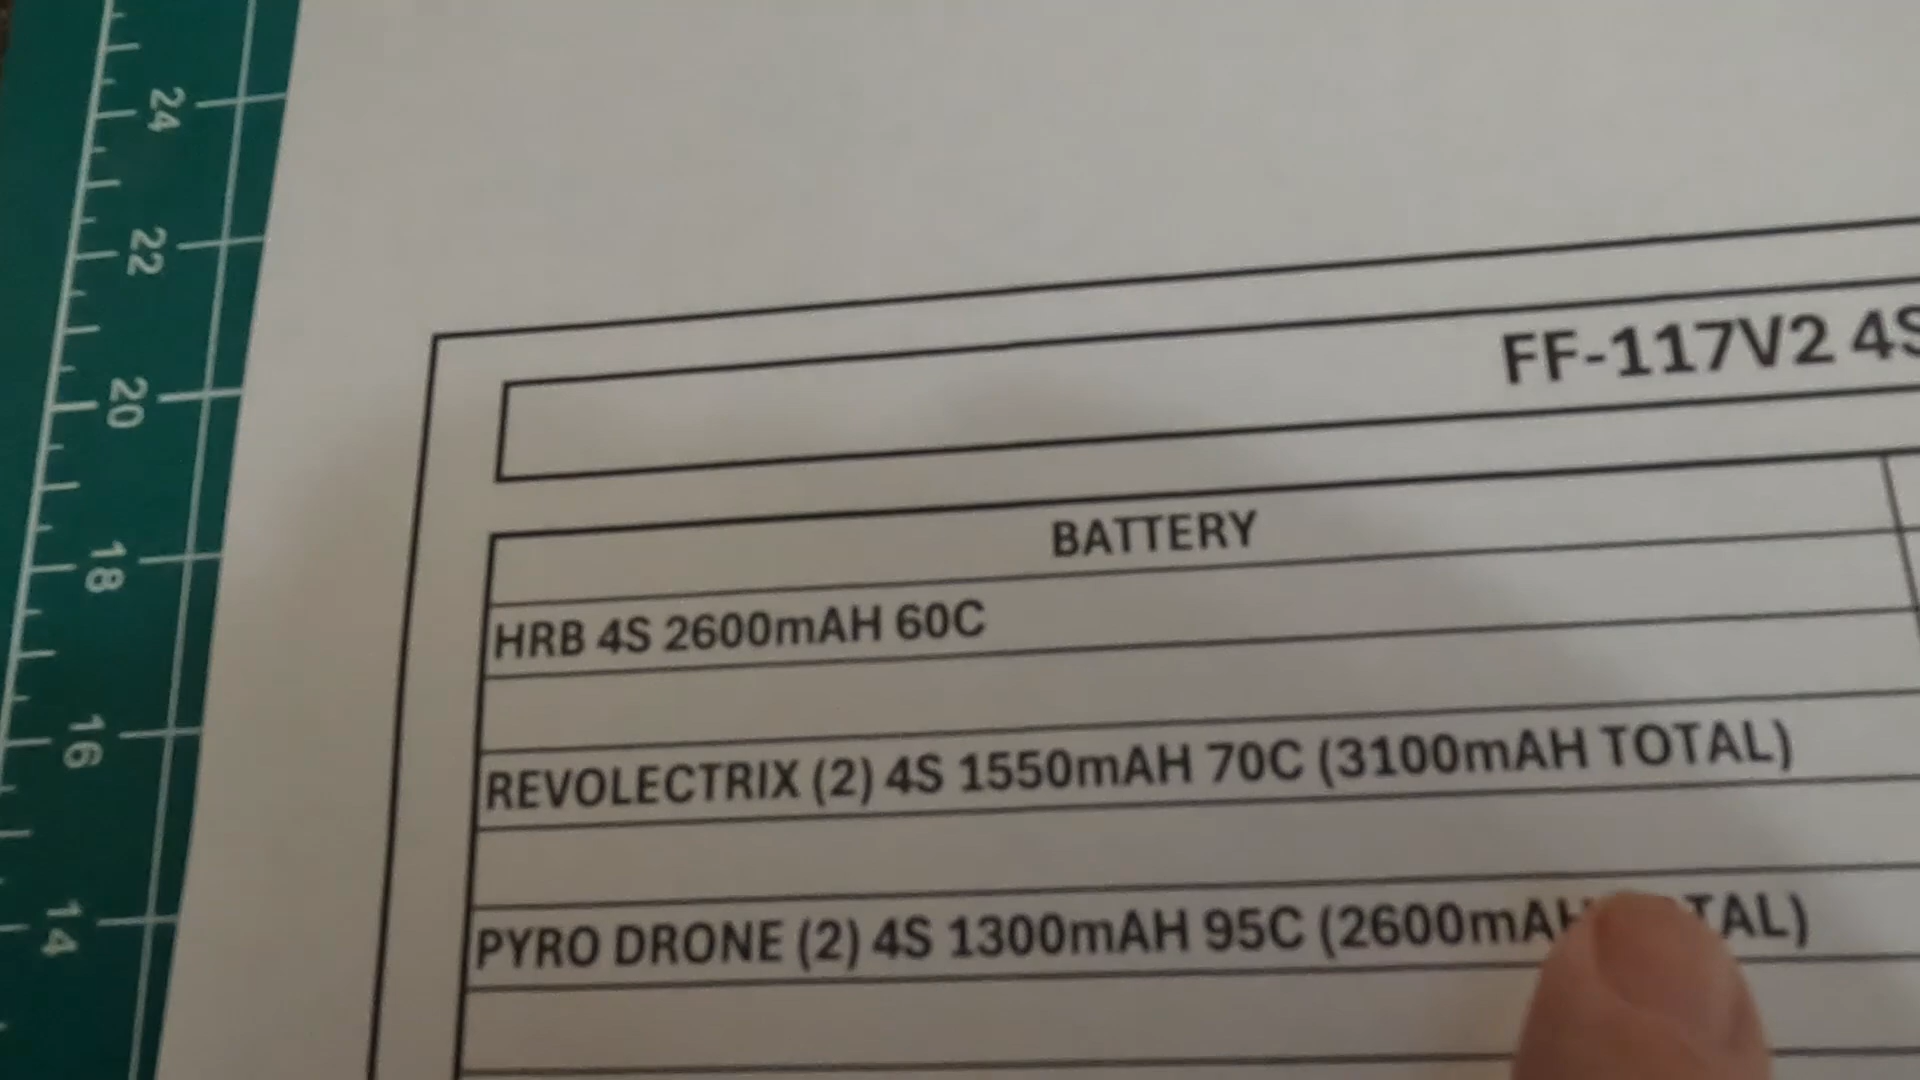 24
22
20
18
16
14
FF-117V2 4S
BATTERY
HRB 4S 2600mAH 60C
REVOLECTRIX (2) 4S 1550mAH 70C (3100mAH TOTAL)
PYRO DRONE (2) 4S 1300mAH 95C (2600mAH TAL)